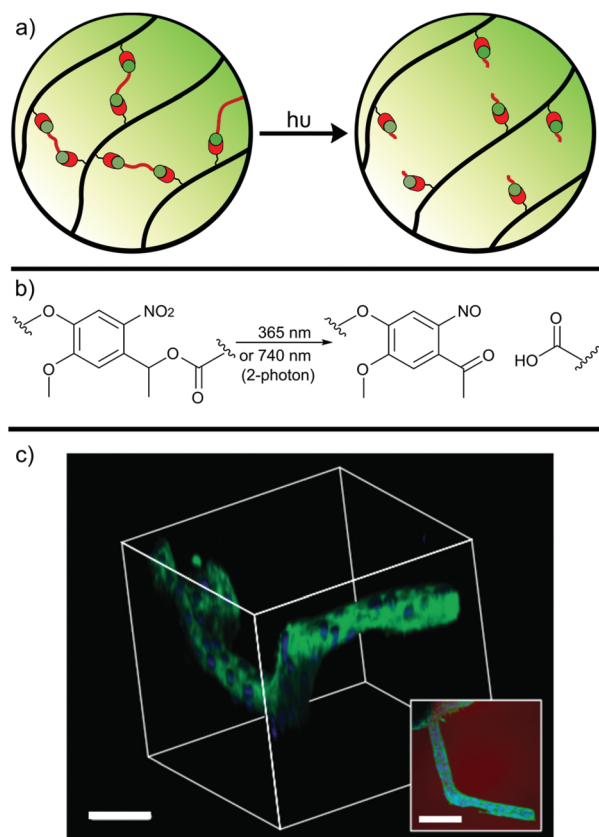 a)
hυ
b)
O
NO2
O
O
O
365 nm
or 740 nm
(2-photon)
O
NO
O
O
O
HO
c)